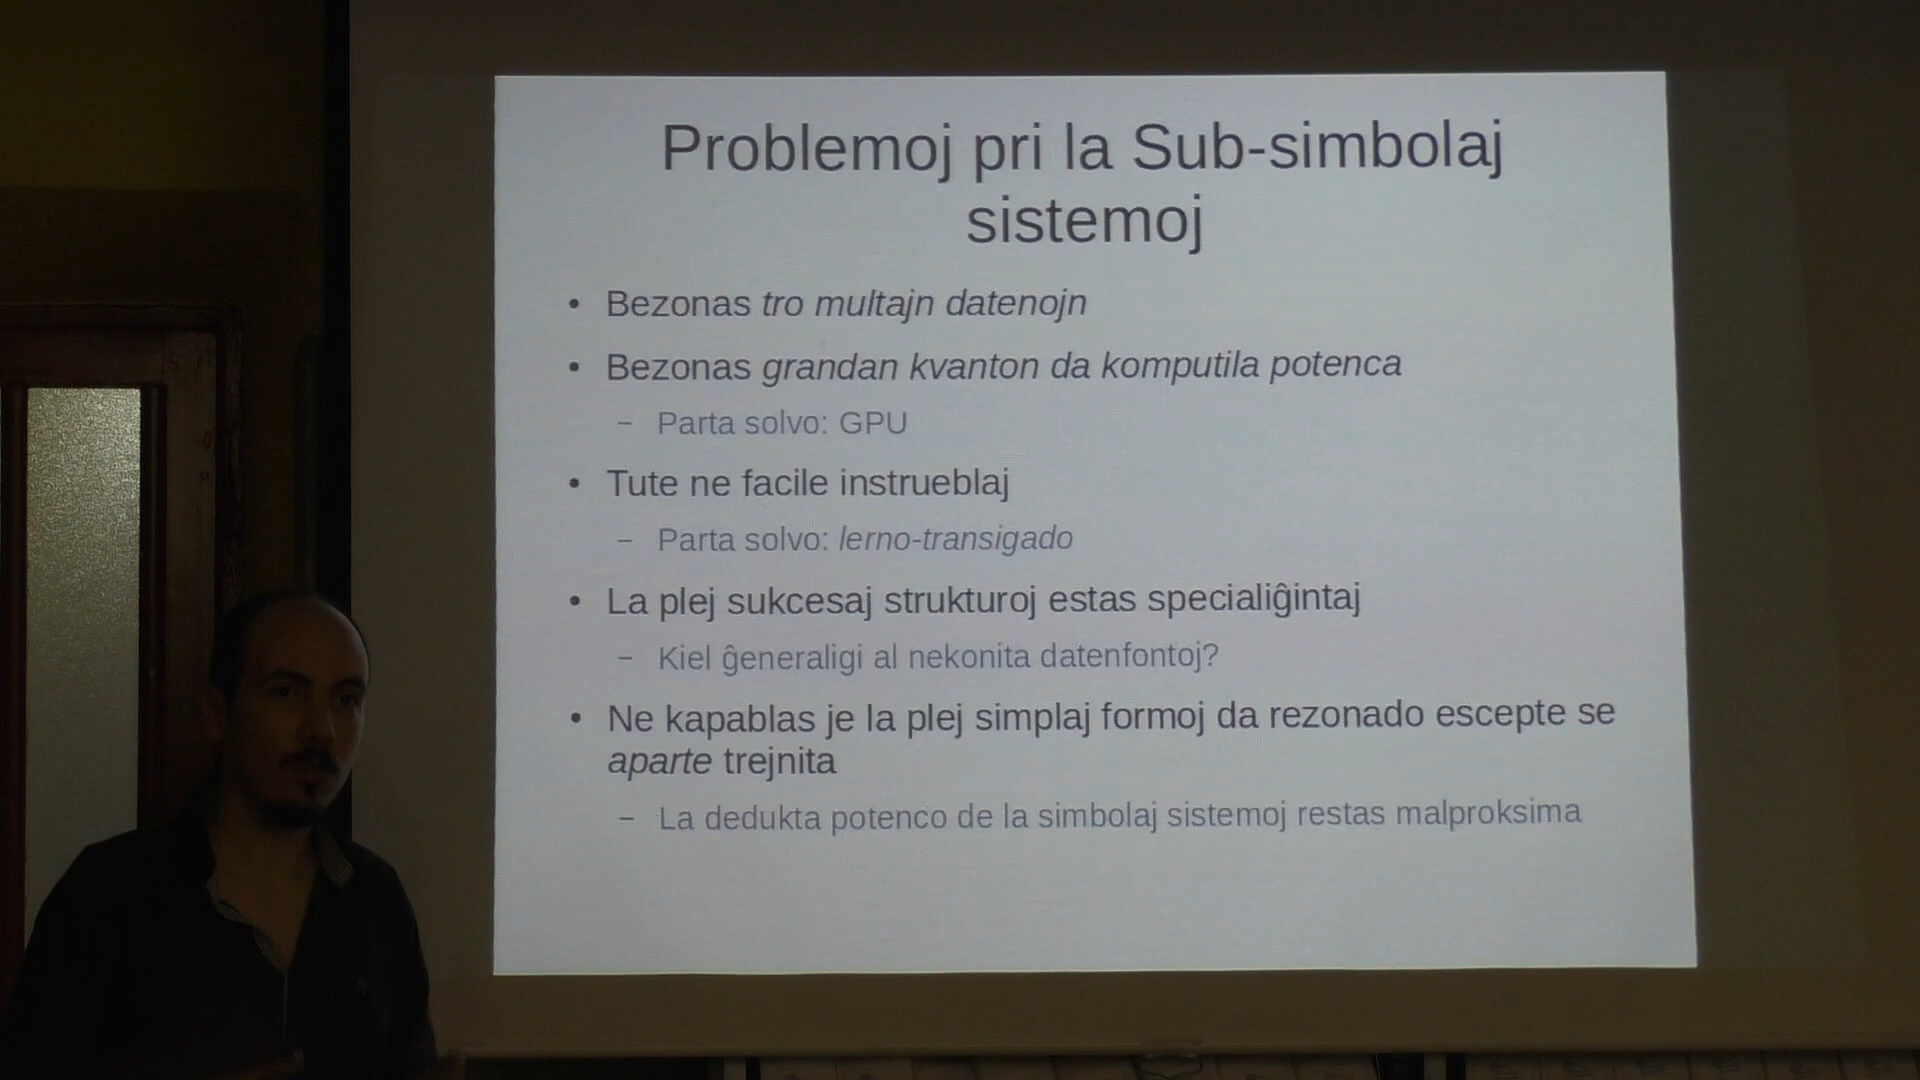 Problemoj pri la Sub-simbolaj
sistemoj
• Bezonas tro multajn datenojn
• Bezonas grandan kvanton da komputila potenca
– Parta solvo: GPU
• Tute ne facile instrueblaj
– Parta solvo: lerno-transigado
• La plej sukcesaj strukturoj estas specialiĝintaj
– Kiel ĝeneraligi al nekonita datenfontoj?
• Ne kapablas je la plej simplaj formoj da rezonado escepte se
aparte trejnita
– La dedukta potenco de la simbolaj sistemoj restas malproksima